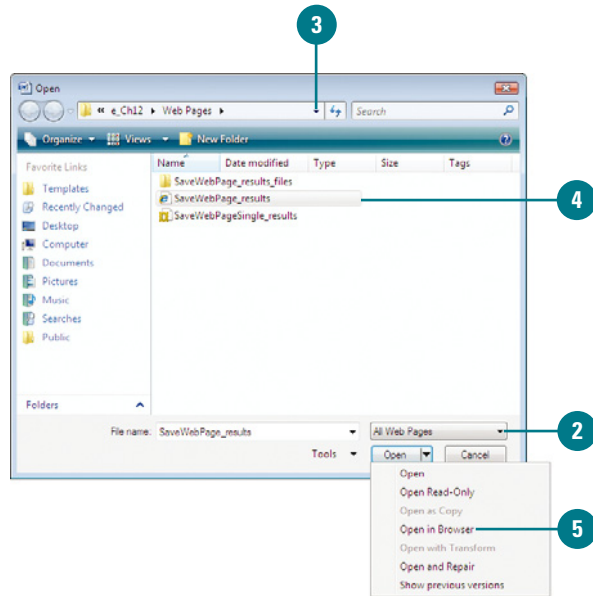 3
Open
« e_Ch12 ▸ Web Pages ▸
Search
Organize Views New Folder
Favorite Links
Name Date modified Type Size Tags
Templates
Recently Changed
Desktop
Computer
Documents
Pictures
Music
Searches
Public
SaveWebPage_results_files
SaveWebPage_results
SaveWebPageSingle_results
4
Folders
File name: SaveWebPage_results
All Web Pages
2
Tools Open Cancel
Open
Open Read-Only
Open as Copy
Open in Browser
5
Open with Transform
Open and Repair
Show previous versions